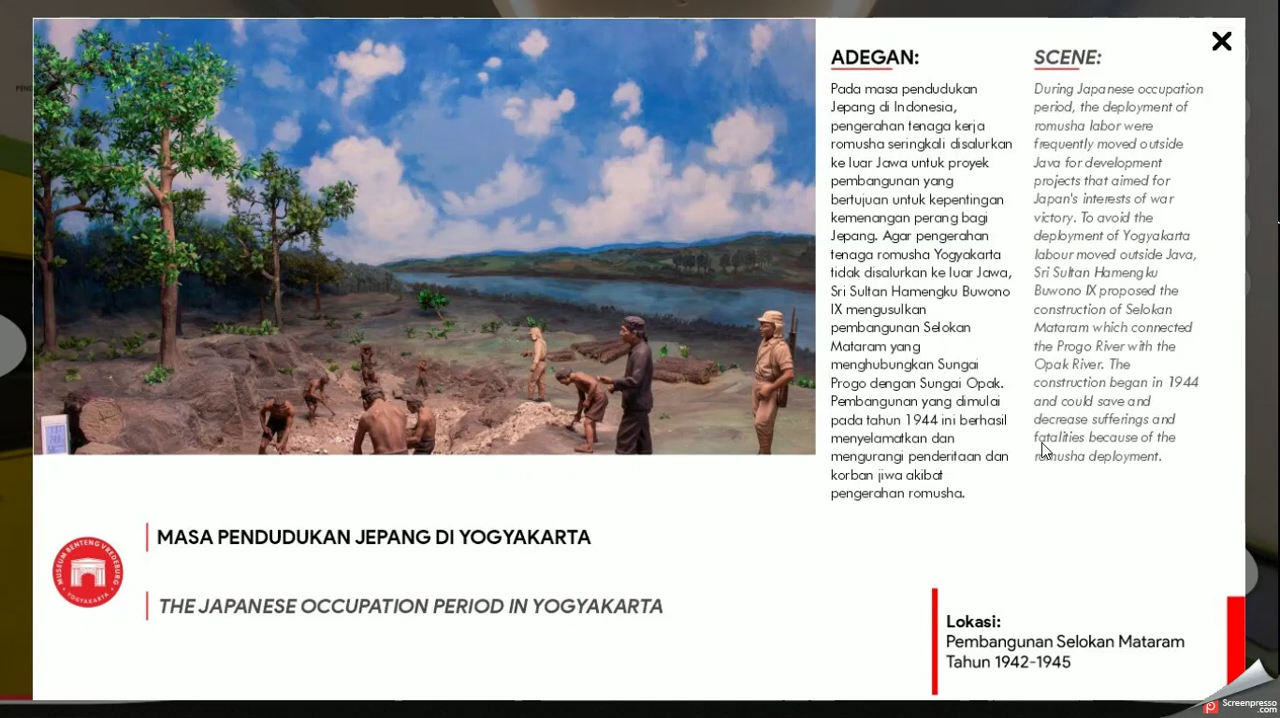 ADEGAN:
Pada masa pendudukan
Jepang di Indonesia,
pengerahan tenaga kerja
romusha seringkali disalurkan
ke luar Jawa untuk proyek
pembangunan yang
bertujuan untuk kepentingan
kemenangan perang bagi
Jepang. Agar pengerahan
tenaga romusha Yogyakarta
tidak disalurkan ke luar Jawa,
Sri Sultan Hamengku Buwono
IX mengusulkan
pembangunan Selokan
Mataram yang
menghubungkan Sungai
Progo dengan Sungai Opak.
Pembangunan yang dimulai
pada tahun 1944 ini berhasil
menyelamatkan dan
mengurangi penderitaan dan
korban jiwa akibat
pengerahan romusha.
SCENE:
During Japanese occupation
period, the deployment of
romusha labor were
frequently moved outside
Java for development
projects that aimed for
Japan's interests of war
victory. To avoid the
deployment of Yogyakarta
labour moved outside Java,
Sri Sultan Hamengku
Buwono IX proposed the
construction of Selokan
Mataram which connected
the Progo River with the
Opak River. The
construction began in 1944
and could save and
decrease sufferings and
fatalities because of the
romusha deployment.
MUSEUM BENTENG VREDEBURG
YOGYAKARTA
MASA PENDUDUKAN JEPANG DI YOGYAKARTA
THE JAPANESE OCCUPATION PERIOD IN YOGYAKARTA
Lokasi:
Pembangunan Selokan Mataram
Tahun 1942-1945
Screenpresso
.com